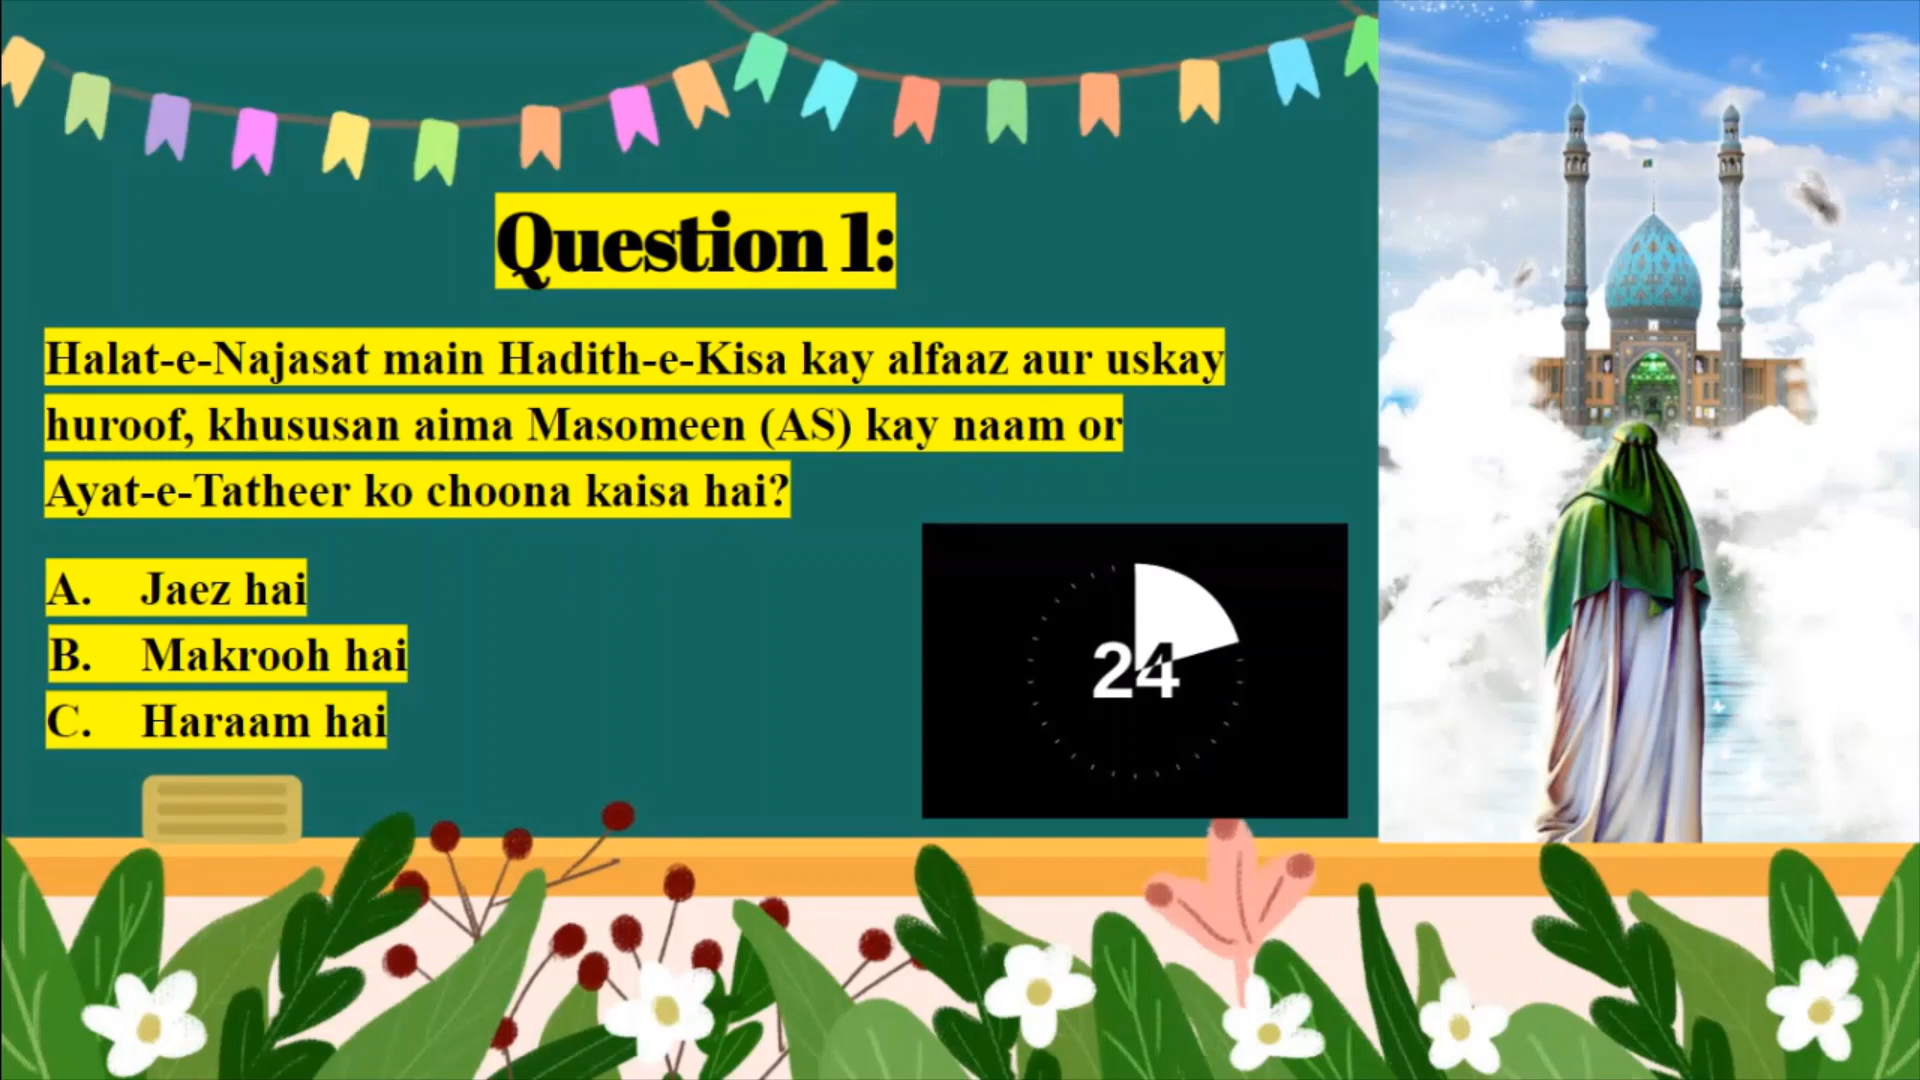 Question 1:
Halat-e-Najasat main Hadith-e-Kisa kay alfaaz aur uskay
huroof, khususan aima Masomeen (AS) kay naam or
Ayat-e-Tatheer ko choona kaisa hai?
A. Jaez hai
B. Makrooh hai
C. Haraam hai
24